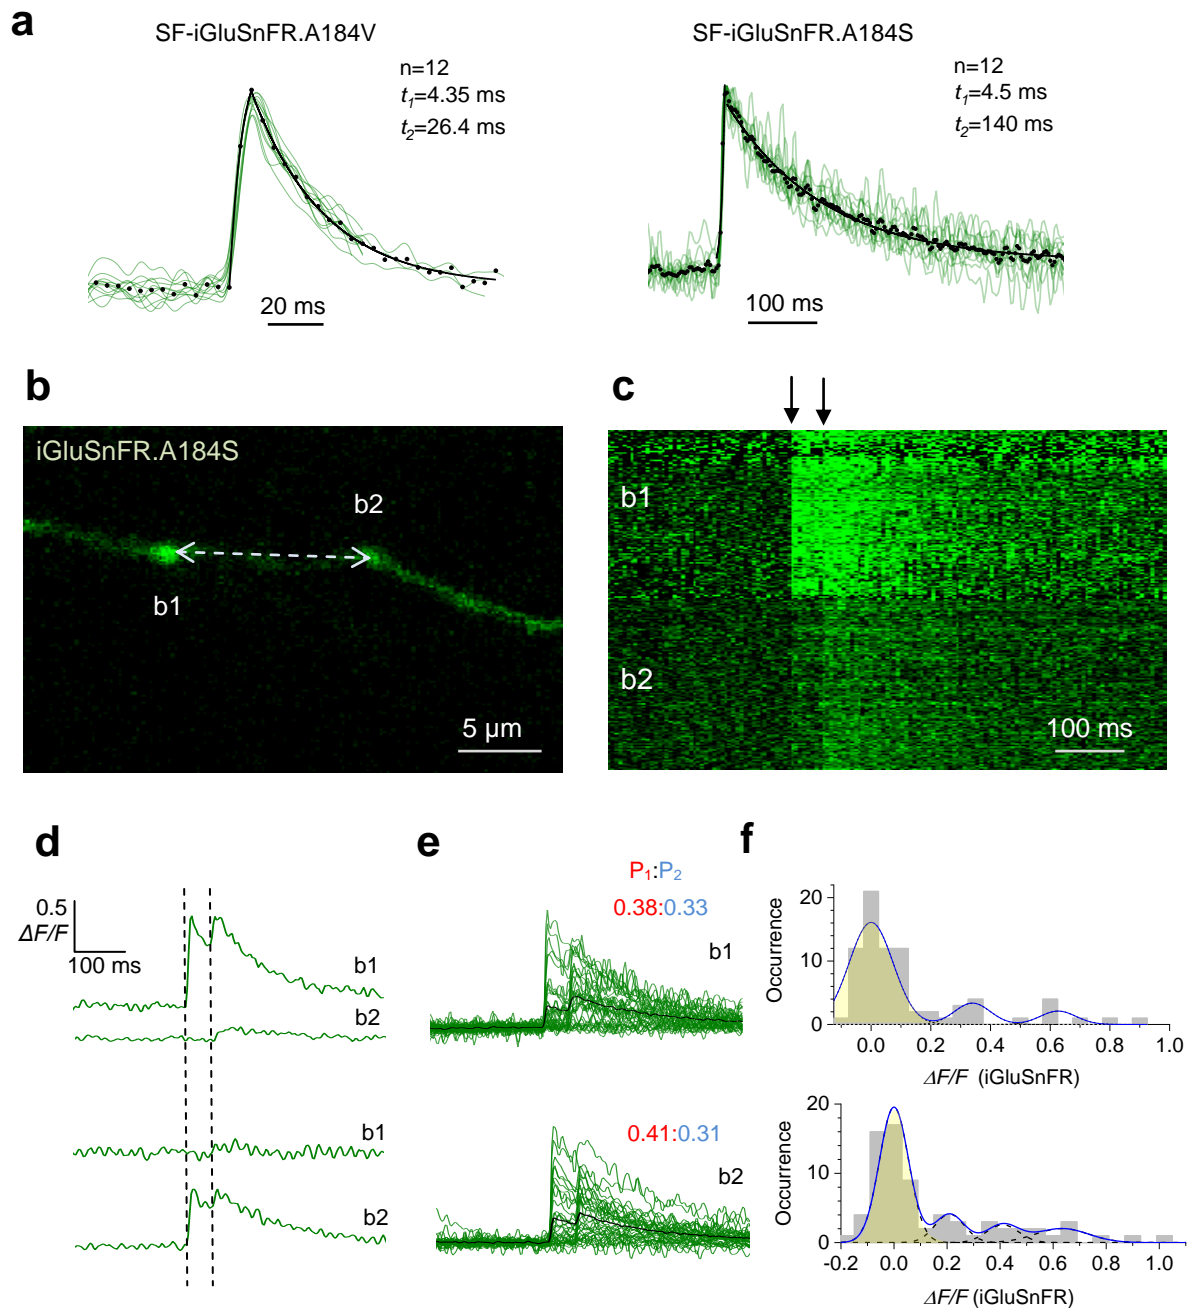 a
SF-iGluSnFR.A184V
n=12
t1=4.35 ms
t2=26.4 ms
20 ms
SF-iGluSnFR.A184S
n=12
t1=4.5 ms
t2=140 ms
100 ms
b
iGluSnFR.A184S
b2
b1
5 µm
c
b1
b2
100 ms
d
0.5
ΔF/F
100 ms
b1
b2
b1
b2
e
P1:P2
0.38:0.33
b1
0.41:0.31
b2
f
20
10
0
Occurrence
0.0 0.2 0.4 0.6 0.8 1.0
ΔF/F (iGluSnFR)
20
10
0
Occurrence
-0.2 0.0 0.2 0.4 0.6 0.8 1.0
ΔF/F (iGluSnFR)